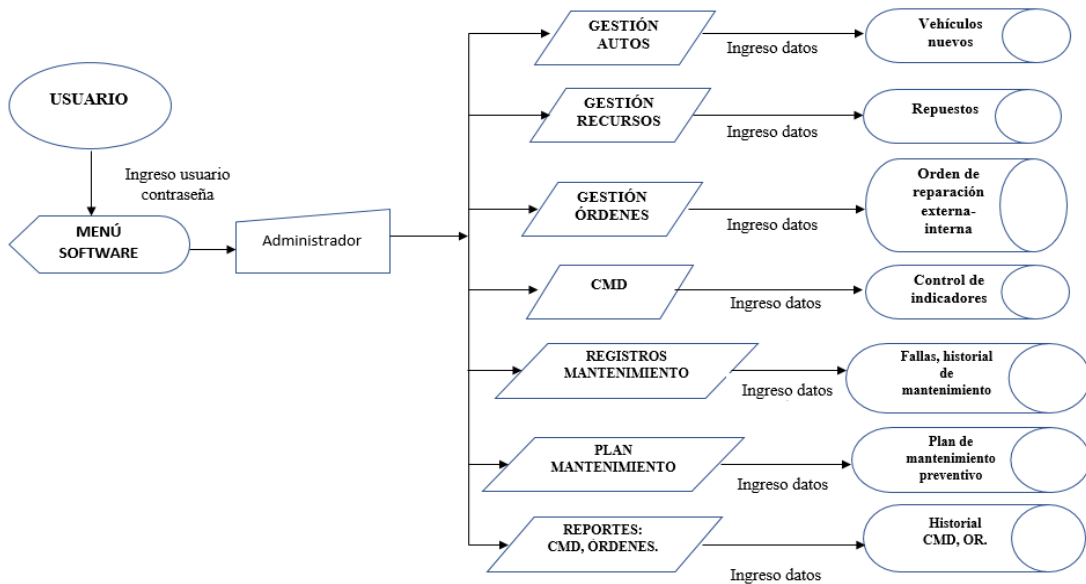 USUARIO
Ingreso usuario
contraseña
MENÚ
SOFTWARE
Administrador
GESTIÓN
AUTOS
Ingreso datos
Vehículos
nuevos
GESTIÓN
RECURSOS
Ingreso datos
Repuestos
GESTIÓN
ÓRDENES
Ingreso datos
Orden de
reparación
externa-
interna
CMD
Ingreso datos
Control de
indicadores
REGISTROS
MANTENIMIENTO
Ingreso datos
Fallas, historial
de
mantenimiento
PLAN
MANTENIMIENTO
Ingreso datos
Plan de
mantenimiento
preventivo
REPORTES:
CMD, ÓRDENES.
Ingreso datos
Historial
CMD, OR.